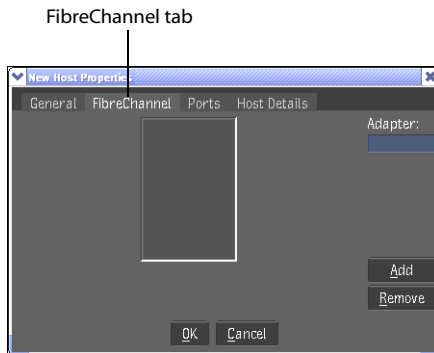 FibreChannel tab
New Host Properties
General FibreChannel Ports Host Details
Adapter:
Add
Remove
OK Cancel